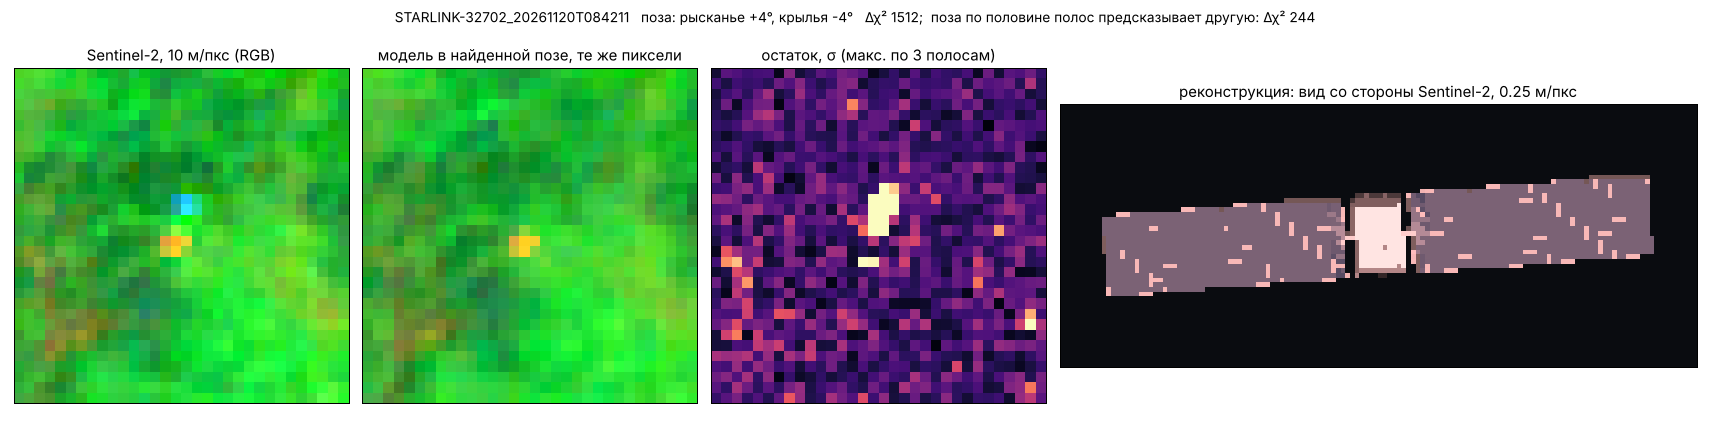 STARLINK-32702_20261120T084211   поза: рысканье +4°, крылья -4°   Δχ² 1512;  поза по половине полос предсказывает другую: Δχ² 244
Sentinel-2, 10 м/пкс (RGB)
модель в найденной позе, те же пиксели
остаток, σ (макс. по 3 полосам)
реконструкция: вид со стороны Sentinel-2, 0.25 м/пкс